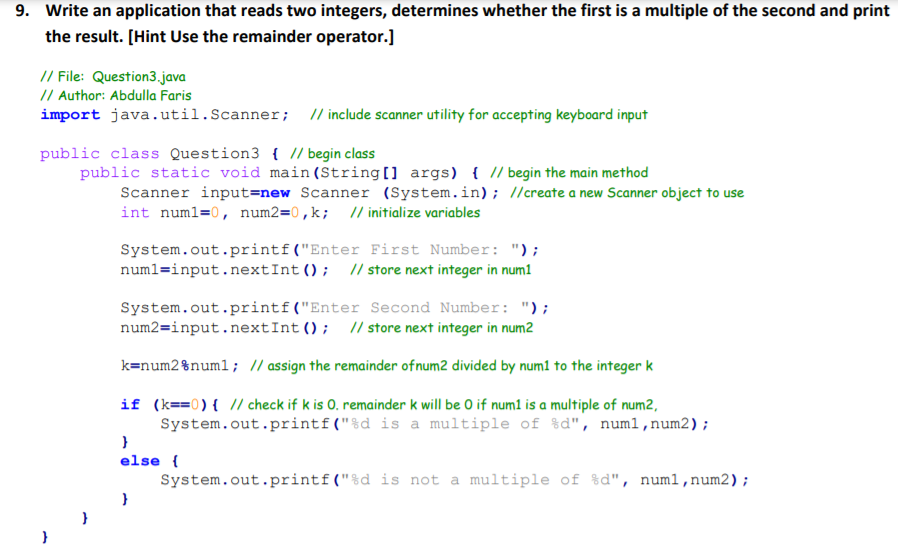 9. Write an application that reads two integers, determines whether the first is a multiple of the second and print
the result. [Hint Use the remainder operator.]
// File: Question3.java
// Author: Abdulla Faris
import java.util.Scanner; // include scanner utility for accepting keyboard input
public class Question3 { // begin class
public static void main(String[] args) { // begin the main method
Scanner input=new Scanner (System.in); //create a new Scanner object to use
int num1=0, num2=0,k; // initialize variables
System.out.printf("Enter First Number: ");
num1=input.nextInt(); // store next integer in num1
System.out.printf("Enter Second Number: ");
num2=input.nextInt(); // store next integer in num2
k=num2%num1; // assign the remainder ofnum2 divided by num1 to the integer k
if (k==0){ // check if k is 0. remainder k will be 0 if num1 is a multiple of num2,
System.out.printf("%d is a multiple of %d", num1,num2);
}
else {
System.out.printf("%d is not a multiple of %d", num1,num2);
}
}
}